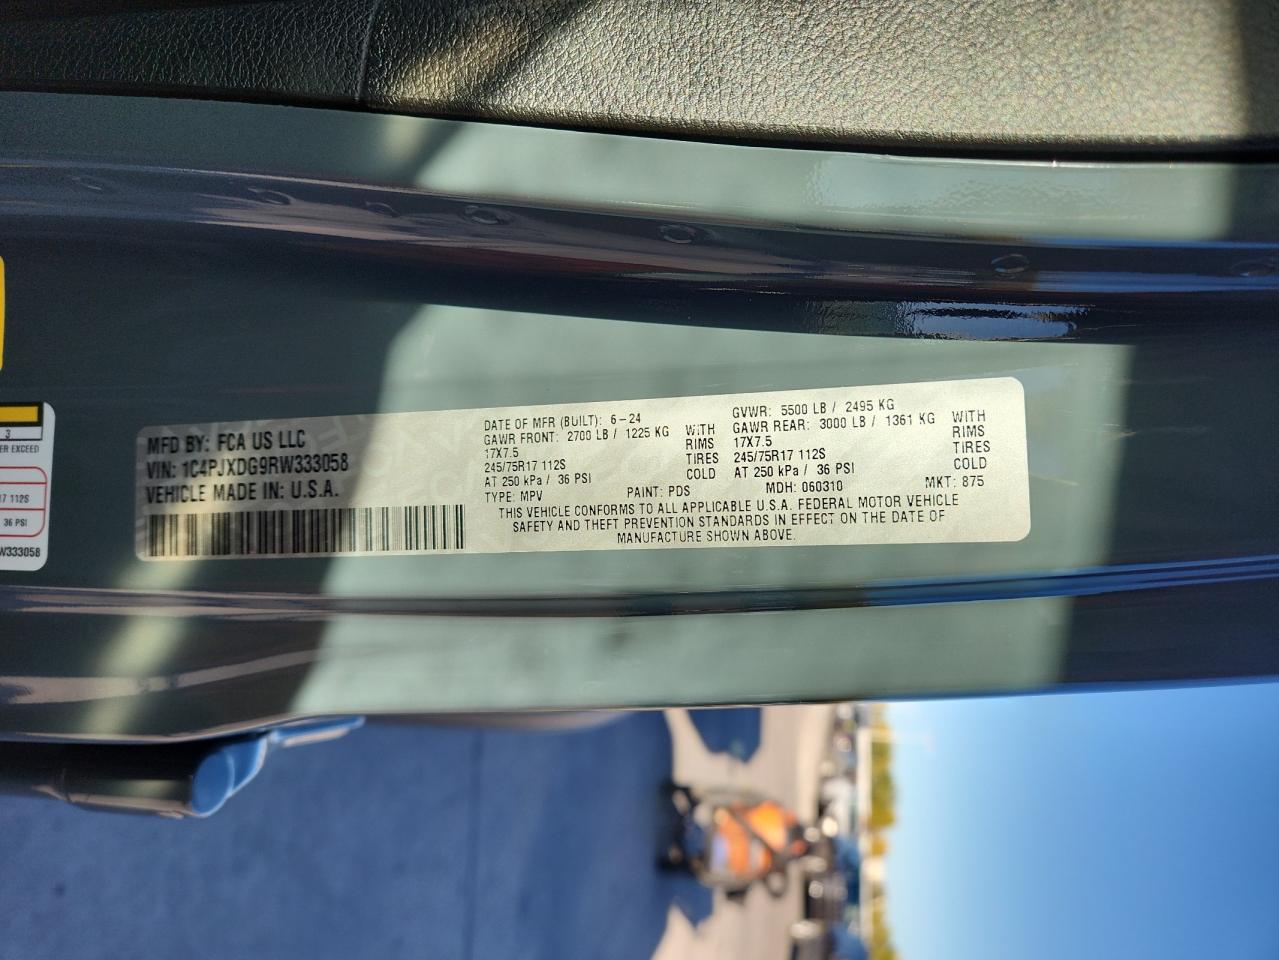 3
ER EXCEED
17 112S
36 PSI
W333058
MFD BY: FCA US LLC
VIN: 1C4PJXDG9RW333058
VEHICLE MADE IN: U.S.A.
DATE OF MFR (BUILT): 6-24
GAWR FRONT: 2700 LB / 1225 KG WITH
17X7.5 RIMS
245/75R17 112S TIRES
AT 250 kPa / 36 PSI COLD
GVWR: 5500 LB / 2495 KG
GAWR REAR: 3000 LB / 1361 KG WITH
17X7.5 RIMS
245/75R17 112S TIRES
AT 250 kPa / 36 PSI COLD
TYPE: MPV PAINT: PDS MDH: 060310 MKT: 875
THIS VEHICLE CONFORMS TO ALL APPLICABLE U.S.A. FEDERAL MOTOR VEHICLE
SAFETY AND THEFT PREVENTION STANDARDS IN EFFECT ON THE DATE OF
MANUFACTURE SHOWN ABOVE.